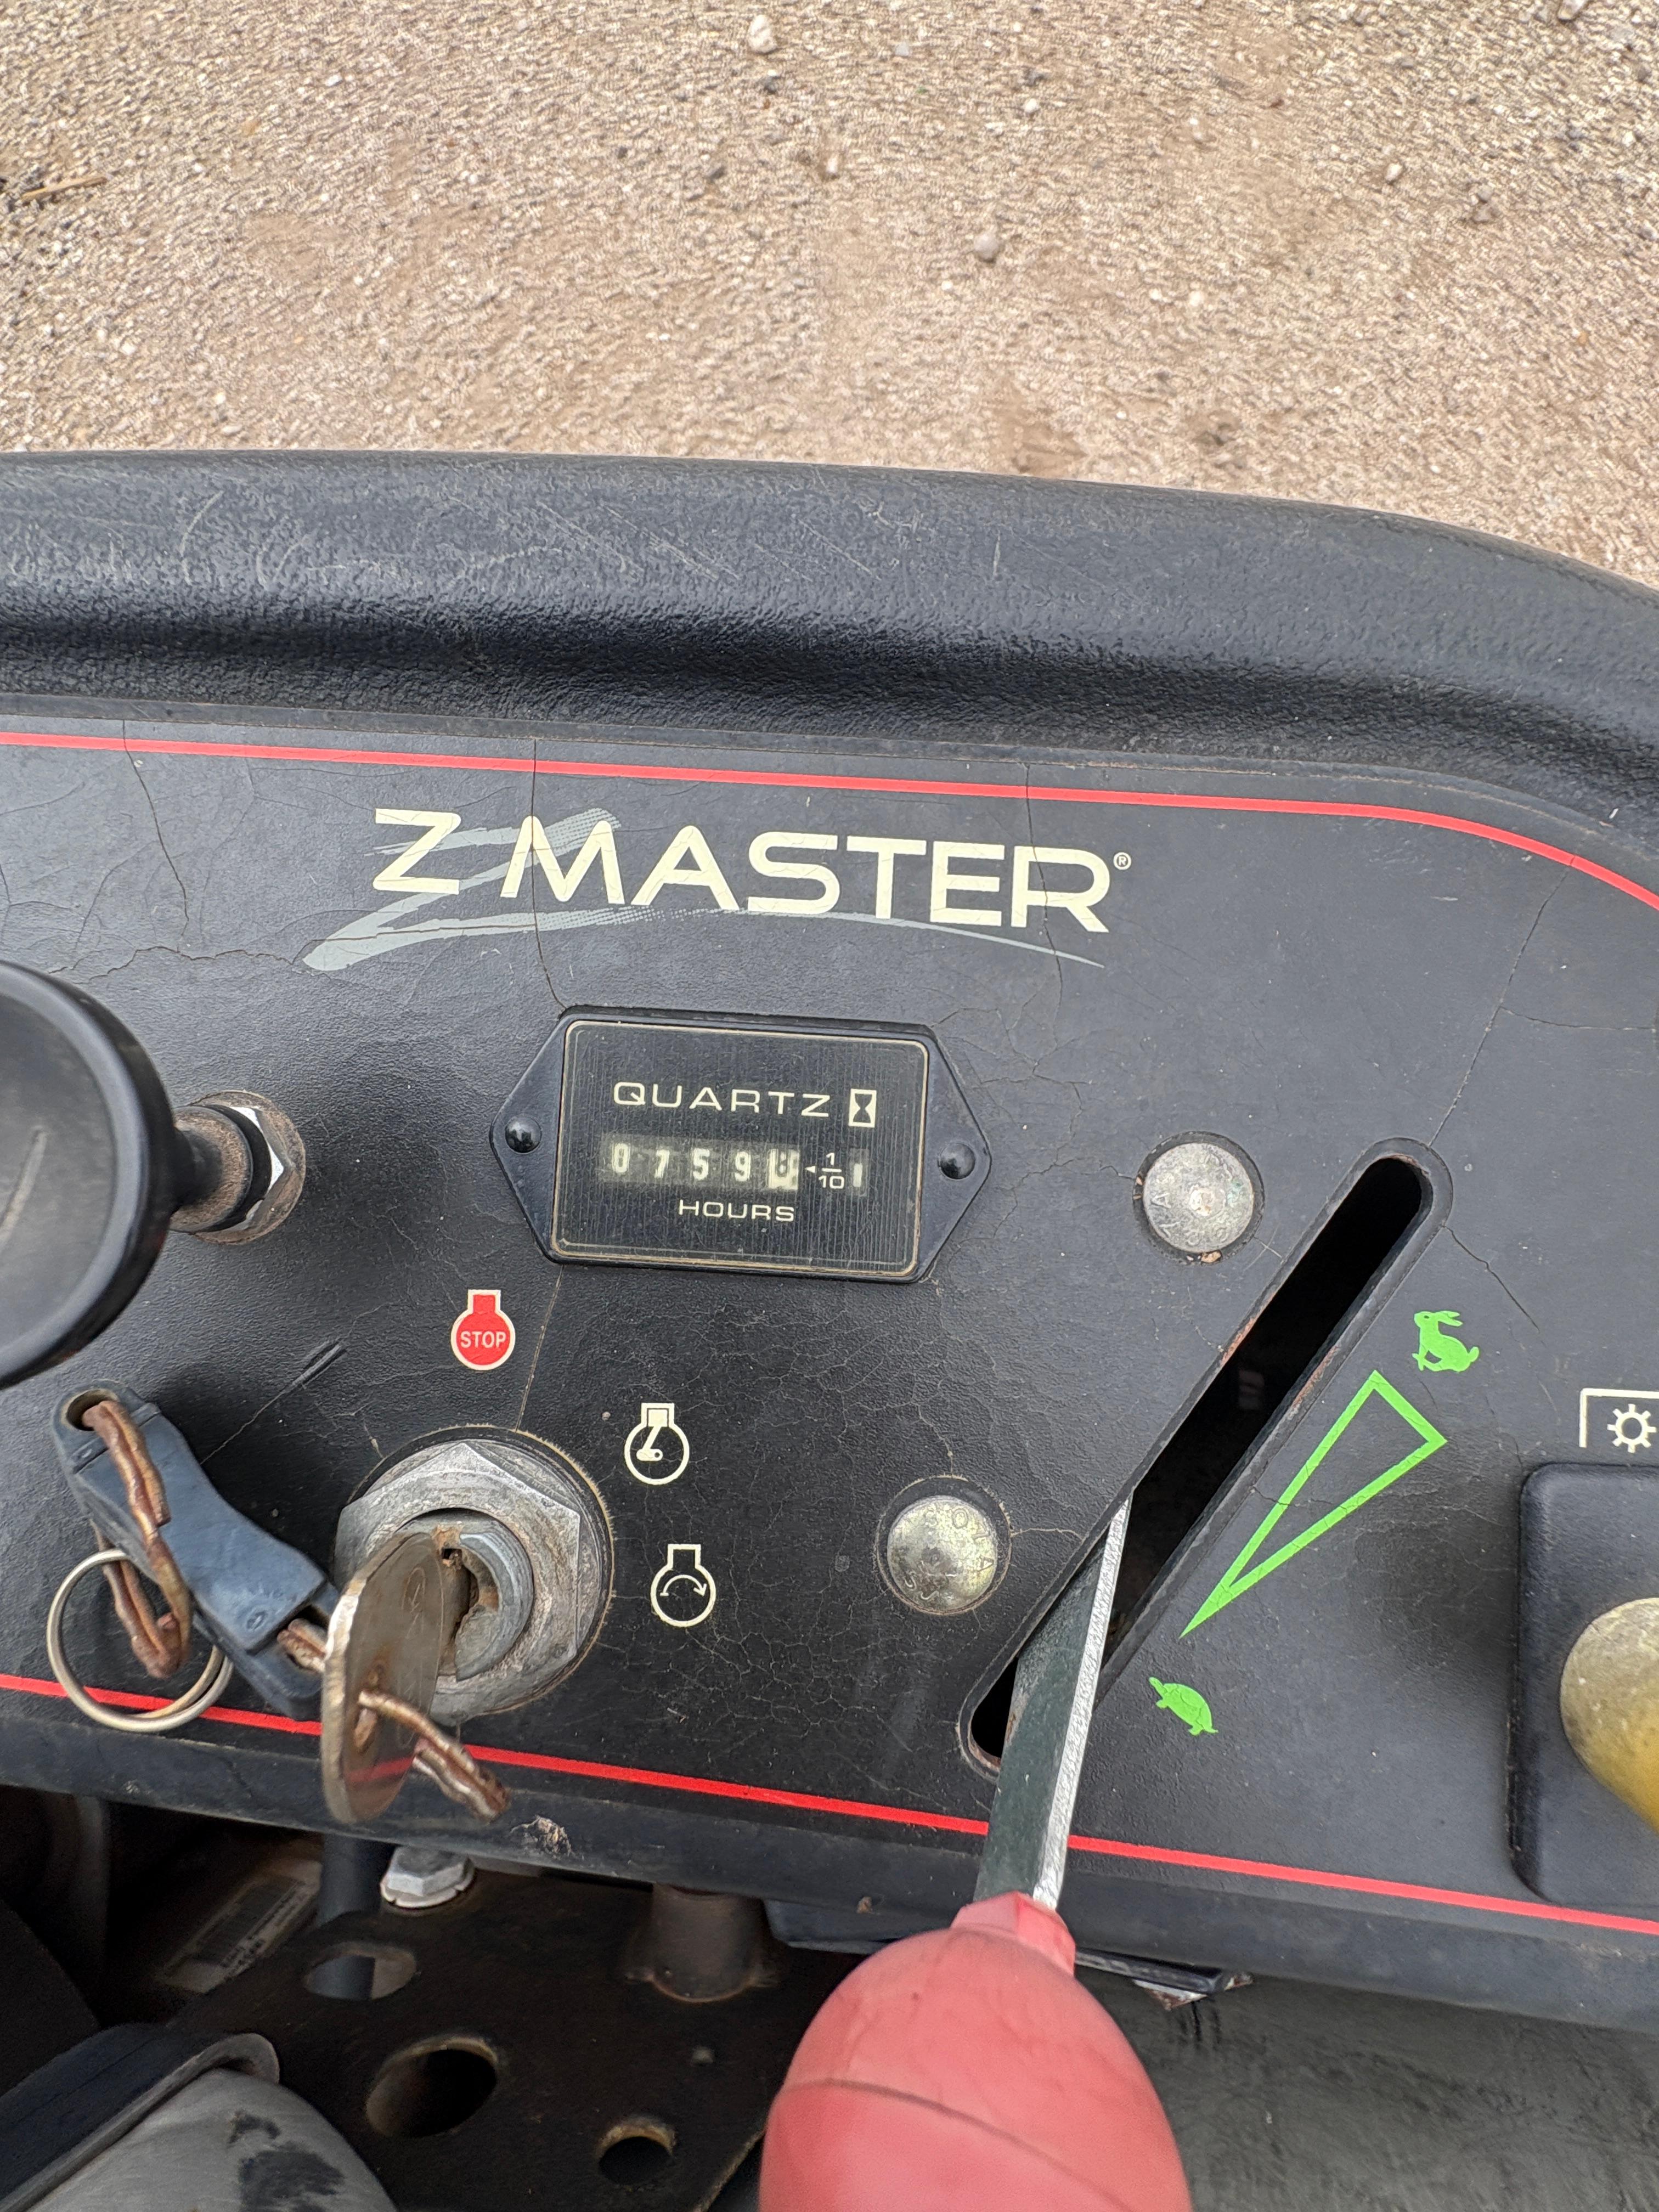 Z MASTER®
QUARTZ
0759 1/10
HOURS
STOP